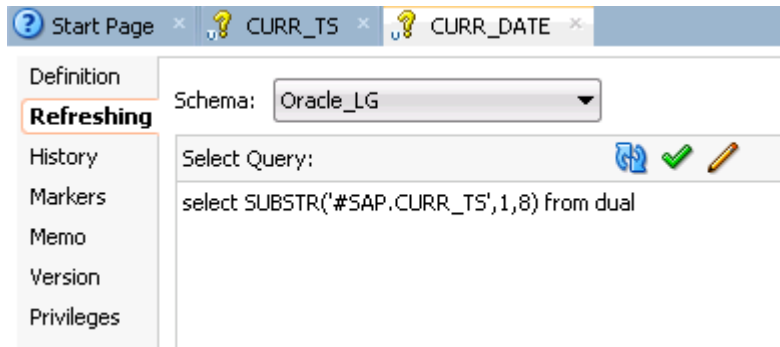 Start Page CURR_TS CURR_DATE
Definition
Refreshing
History
Markers
Memo
Version
Privileges
Schema: Oracle_LG
Select Query:
select SUBSTR('#SAP.CURR_TS',1,8) from dual